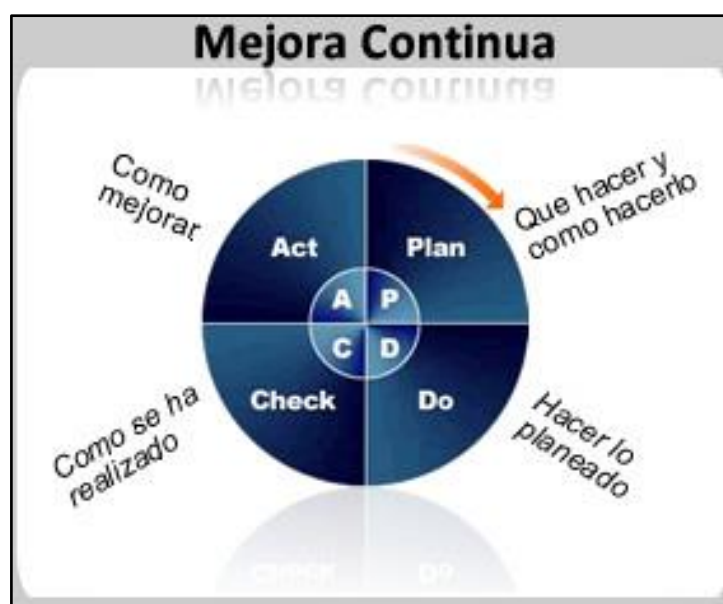 Mejora Continua
Como
mejorar
Que hacer y
como hacerlo
Act
Plan
A
P
C
D
Check
Do
Como se ha
realizado
Hacer lo
planeado